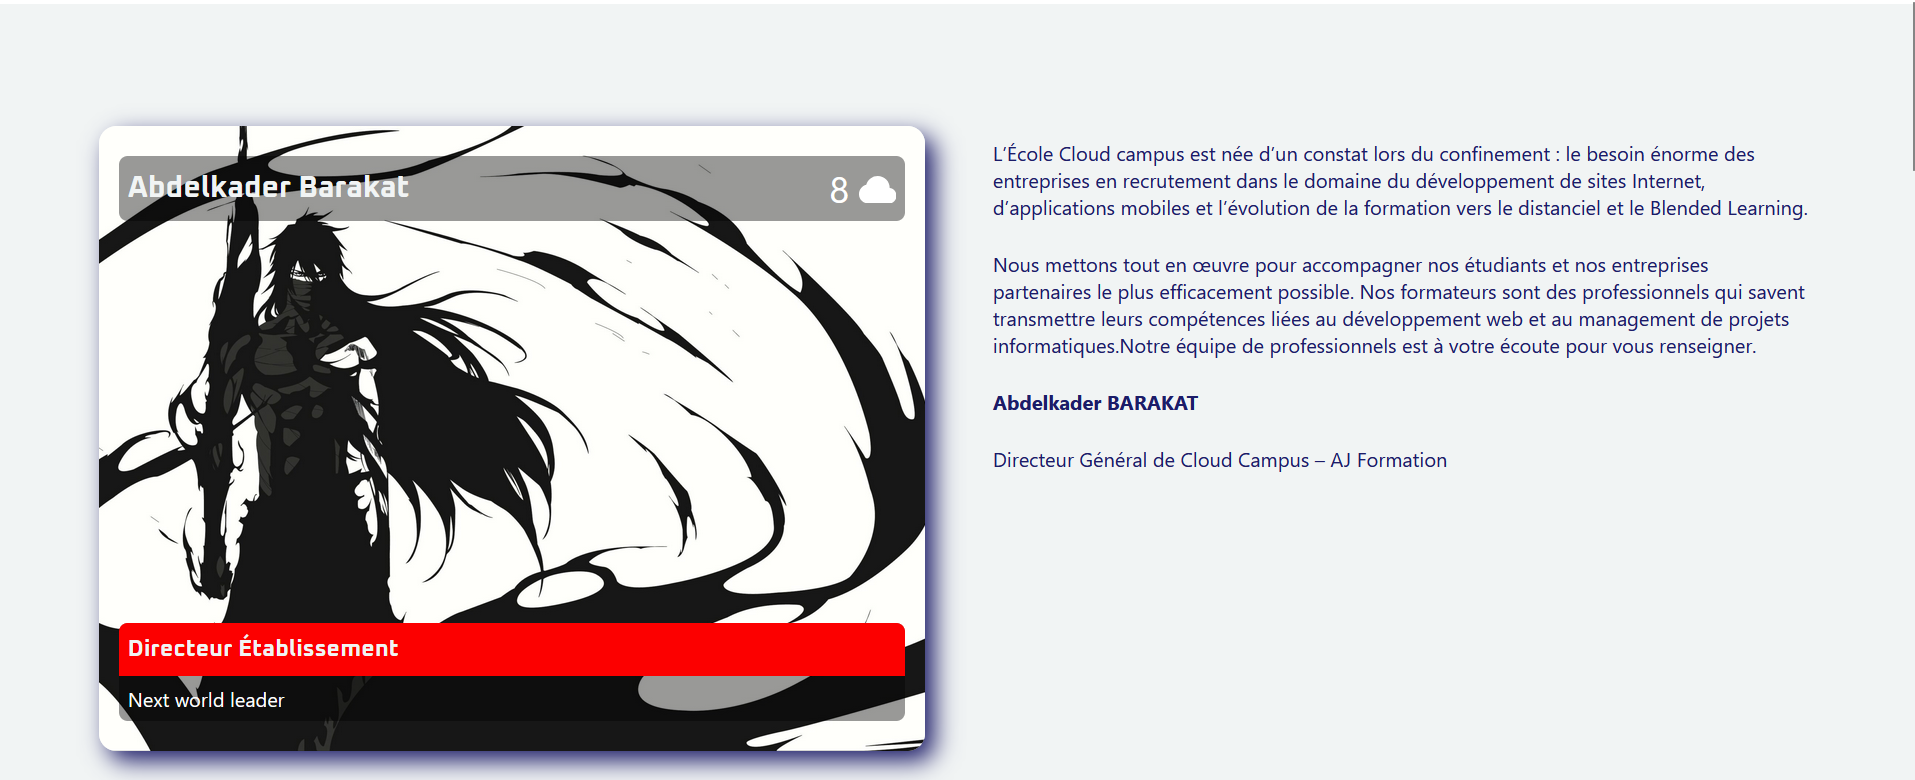 Abdelkader Barakat
8
Directeur Établissement
Next world leader
L’École Cloud campus est née d’un constat lors du confinement : le besoin énorme des
entreprises en recrutement dans le domaine du développement de sites Internet,
d’applications mobiles et l’évolution de la formation vers le distanciel et le Blended Learning.
Nous mettons tout en œuvre pour accompagner nos étudiants et nos entreprises
partenaires le plus efficacement possible. Nos formateurs sont des professionnels qui savent
transmettre leurs compétences liées au développement web et au management de projets
informatiques.Notre équipe de professionnels est à votre écoute pour vous renseigner.
Abdelkader BARAKAT
Directeur Général de Cloud Campus – AJ Formation